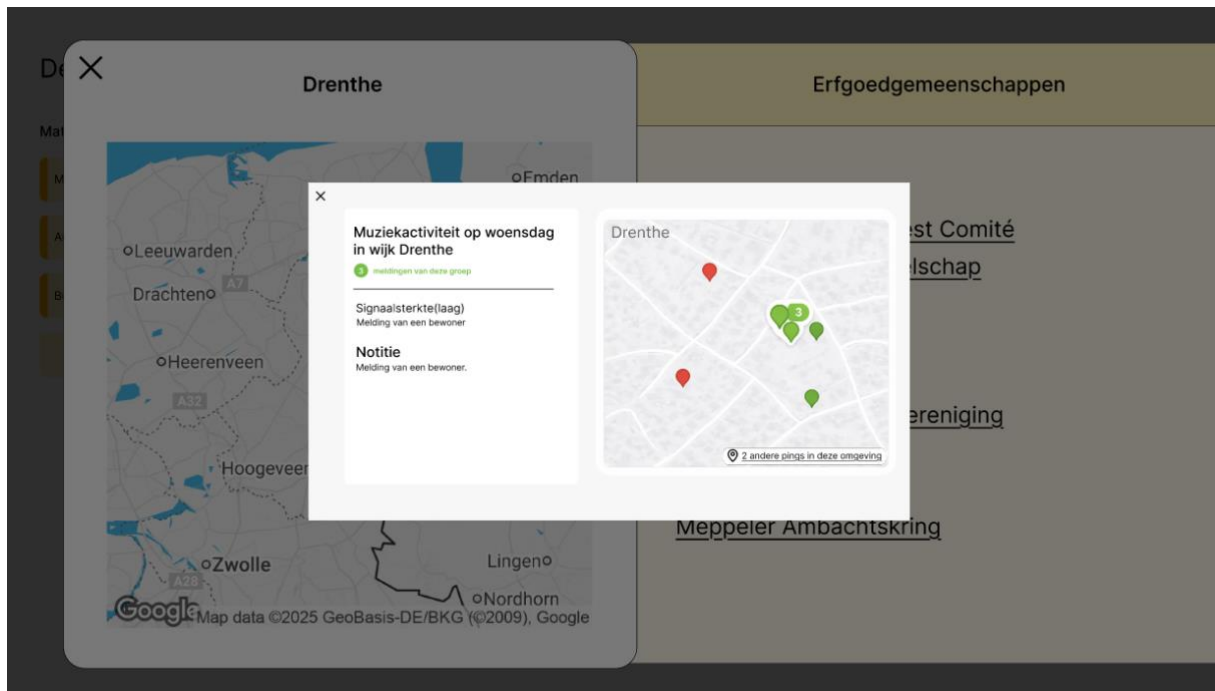 De
Mat
M
A
B
Drenthe
Erfgoedgemeenschappen
Emden
Leeuwarden
A7
Drachten
Heerenveen
A32
Hoogeveen
Zwolle
A28
Lingen
Nordhorn
Google
Map data ©2025 GeoBasis-DE/BKG (©2009), Google
Muziekactiviteit op woensdag
in wijk Drenthe
3 meldingen van deze groep
Signaalsterkte(laag)
Melding van een bewoner
Notitie
Melding van een bewoner.
Drenthe
3
2 andere pings in deze omgeving
est Comité
elschap
ereniging
Meppeler Ambachtskring